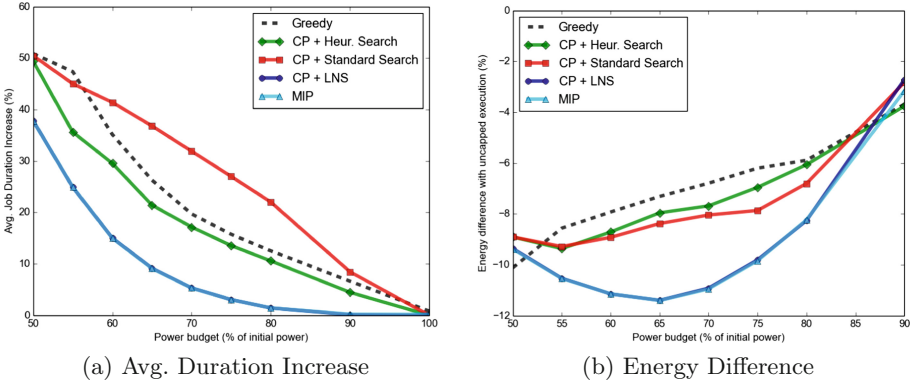 60
50
40
30
20
10
0
50
60
70
80
90
100
Avg. Job Duration Increase (%)
Power budget (% of initial power)
Greedy
CP + Heur. Search
CP + Standard Search
CP + LNS
MIP
(a) Avg. Duration Increase
0
−2
−4
−6
−8
−10
−12
50
55
60
65
70
75
80
85
90
Energy difference with uncapped execution (%)
Power budget (% of initial power)
Greedy
CP + Heur. Search
CP + Standard Search
CP + LNS
MIP
(b) Energy Difference